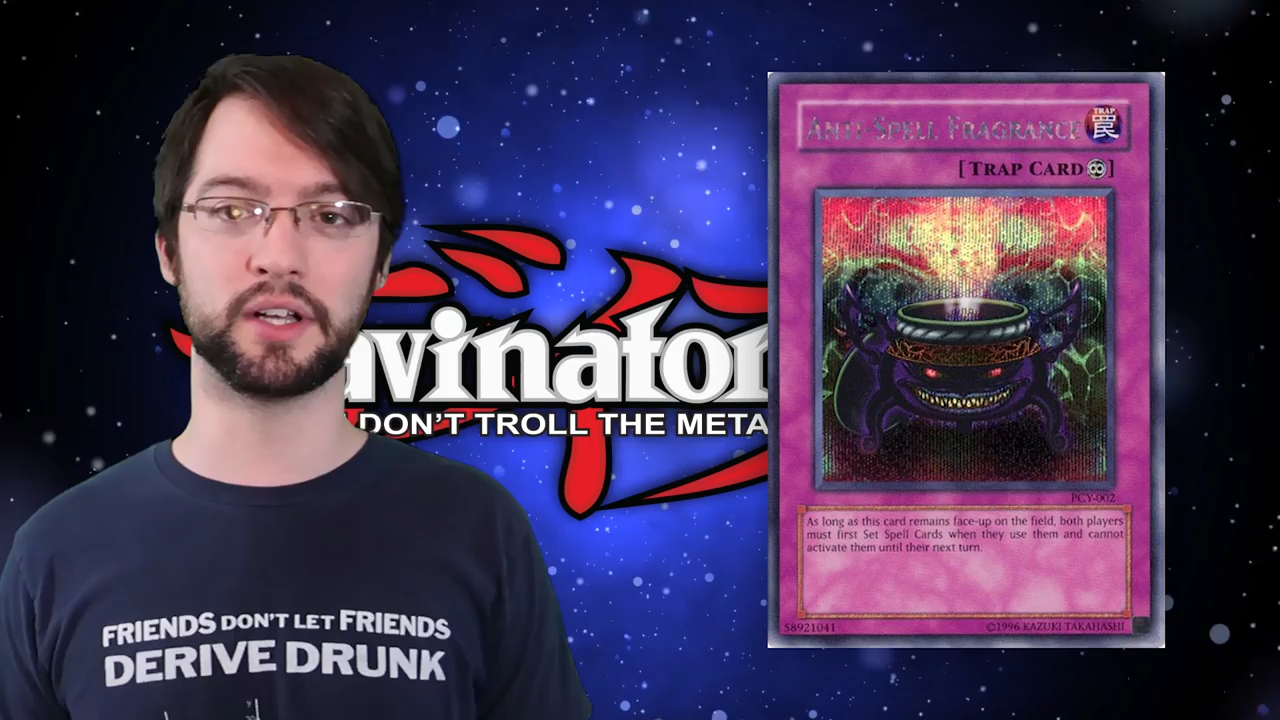 avinator
DON'T TROLL THE META
FRIENDS DON'T LET FRIENDS
DERIVE DRUNK
ANTI-SPELL FRAGRANCE
TRAP
罠
[TRAP CARD]
PCY-002
As long as this card remains face-up on the field, both players
must first Set Spell Cards when they use them and cannot
activate them until their next turn.
58921041
©1996 KAZUKI TAKAHASHI